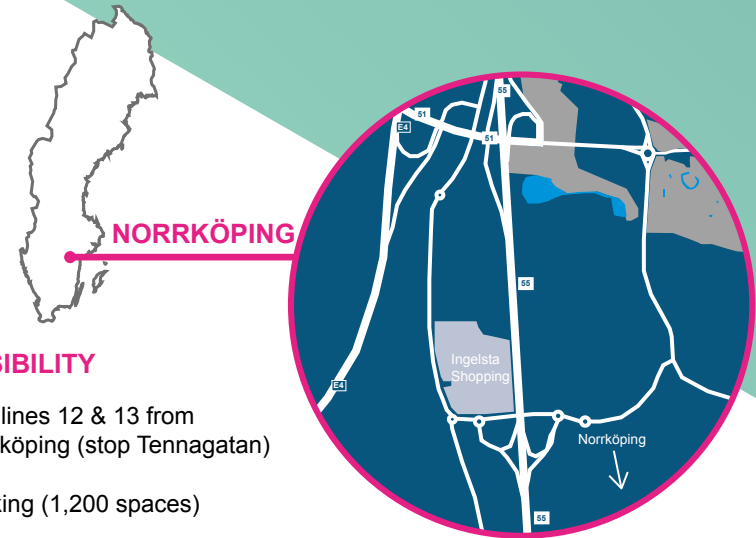 NORRKÖPING
SIBILITY
lines 12 & 13 from
köping (stop Tennagatan)
king (1,200 spaces)
55
51
E4
51
55
Ingelsta
Shopping
E4
Norrköping
55